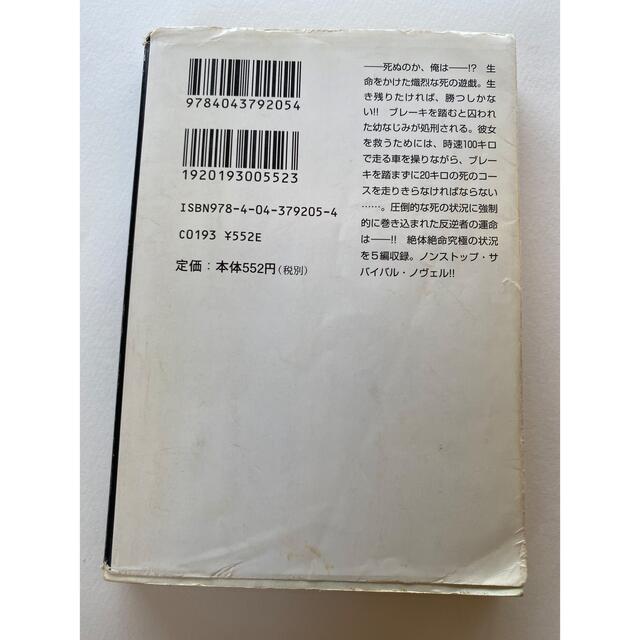 9784043792054
1920193005523
ISBN978-4-04-379205-4
C0193 ¥552E
定価：本体552円（税別）
――死ぬのか、俺は――!?　生
命をかけた熾烈な死の遊戯。生
き残りたければ、勝つしかな
い!!　ブレーキを踏むと囚われ
た幼なじみが処刑される。彼女
を救うためには、時速100キロ
で走る車を操りながら、ブレー
キを踏まずに20キロの死のコー
スを走りきらなければならない
……。圧倒的な死の状況に強制
的に巻き込まれた反逆者の運命
は――!!　絶体絶命究極の状況
を５編収録。ノンストップ・サ
バイバル・ノヴェル!!